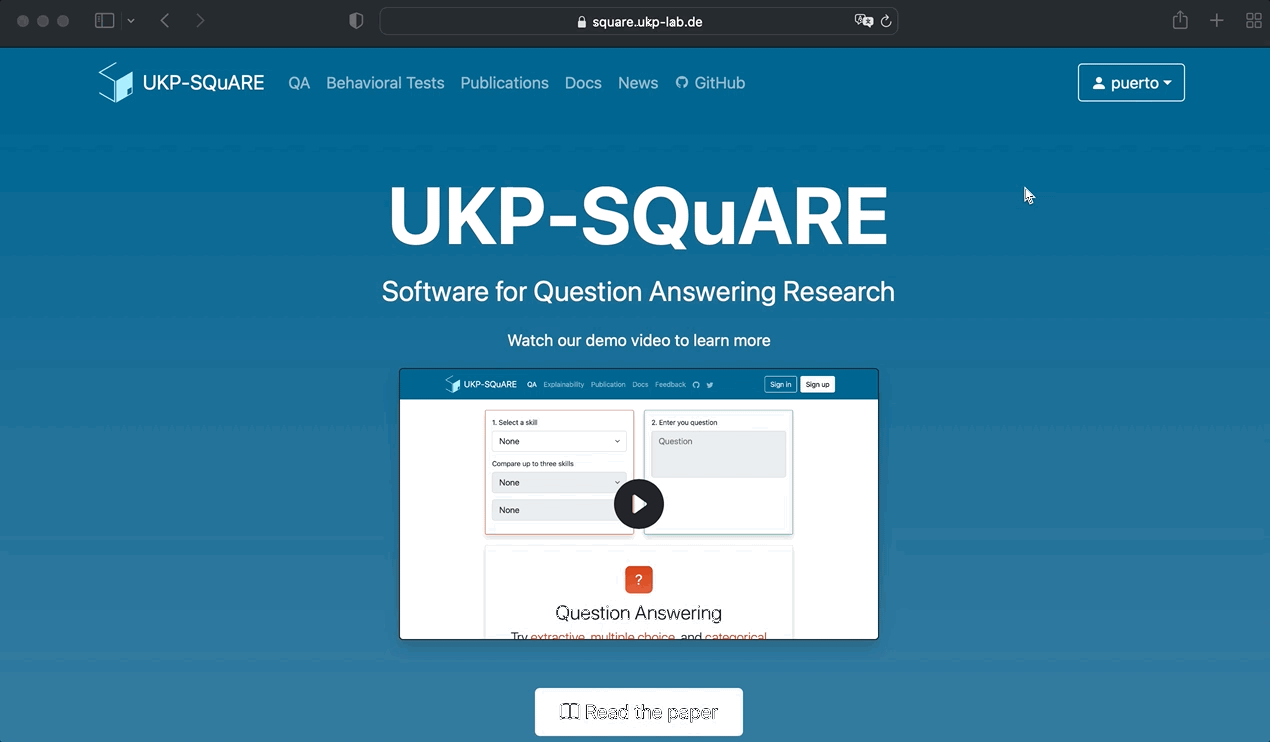 square.ukp-lab.de
UKP-SQuARE QA Behavioral Tests Publications Docs News GitHub puerto
UKP-SQuARE
Software for Question Answering Research
Watch our demo video to learn more
UKP-SQuARE QA Explainability Publication Docs Feedback Sign in Sign up
1. Select a skill
None
Compare up to three skills
None
None
2. Enter you question
Question
?
Question Answering
Try extractive, multiple choice, and categorical
Read the paper